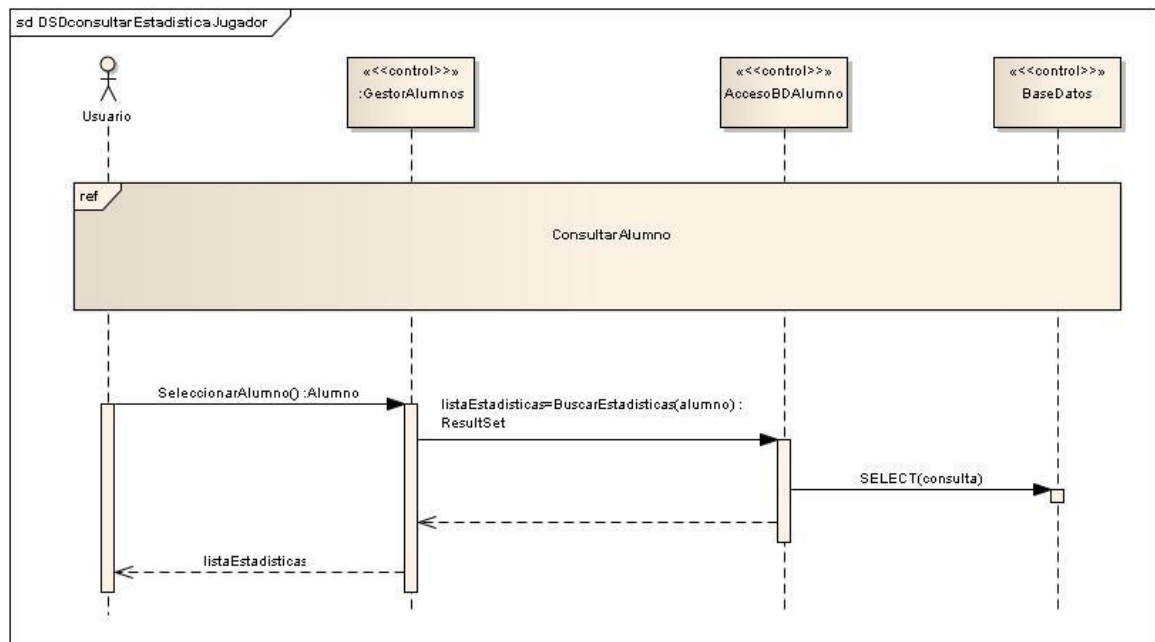 sd DSDconsultarEstadisticaJugador
Usuario
«<<control>>»
:GestorAlumnos
«<<control>>»
AccesoBDAlumno
«<<control>>»
BaseDatos
ref
ConsultarAlumno
SeleccionarAlumno() :Alumno
listaEstadisticas=BuscarEstadisticas(alumno) :
ResultSet
SELECT(consulta)
listaEstadisticas